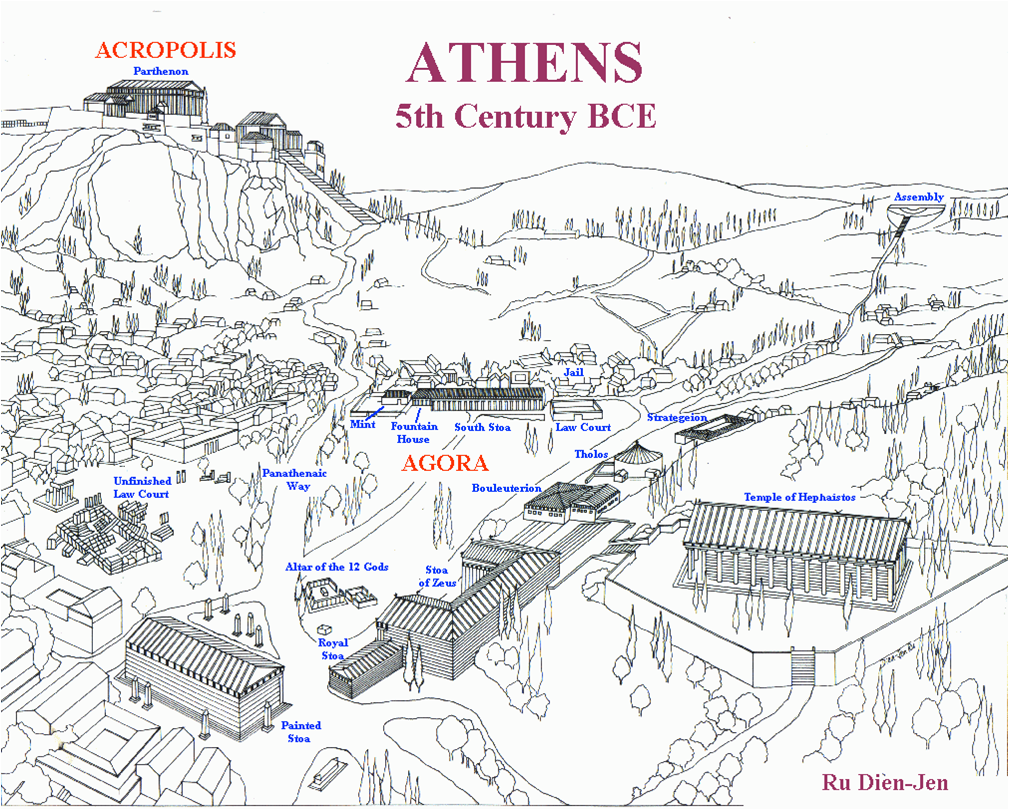 ATHENS
5th Century BCE
ACROPOLIS
Parthenon
Assembly
Jail
Mint
Fountain
House
South Stoa
Law Court
Strategeion
AGORA
Tholos
Panathenaic
Way
Unfinished
Law Court
Bouleuterion
Temple of Hephaistos
Altar of the 12 Gods
Stoa
of Zeus
Royal
Stoa
Painted
Stoa
Ru Dien-Jen